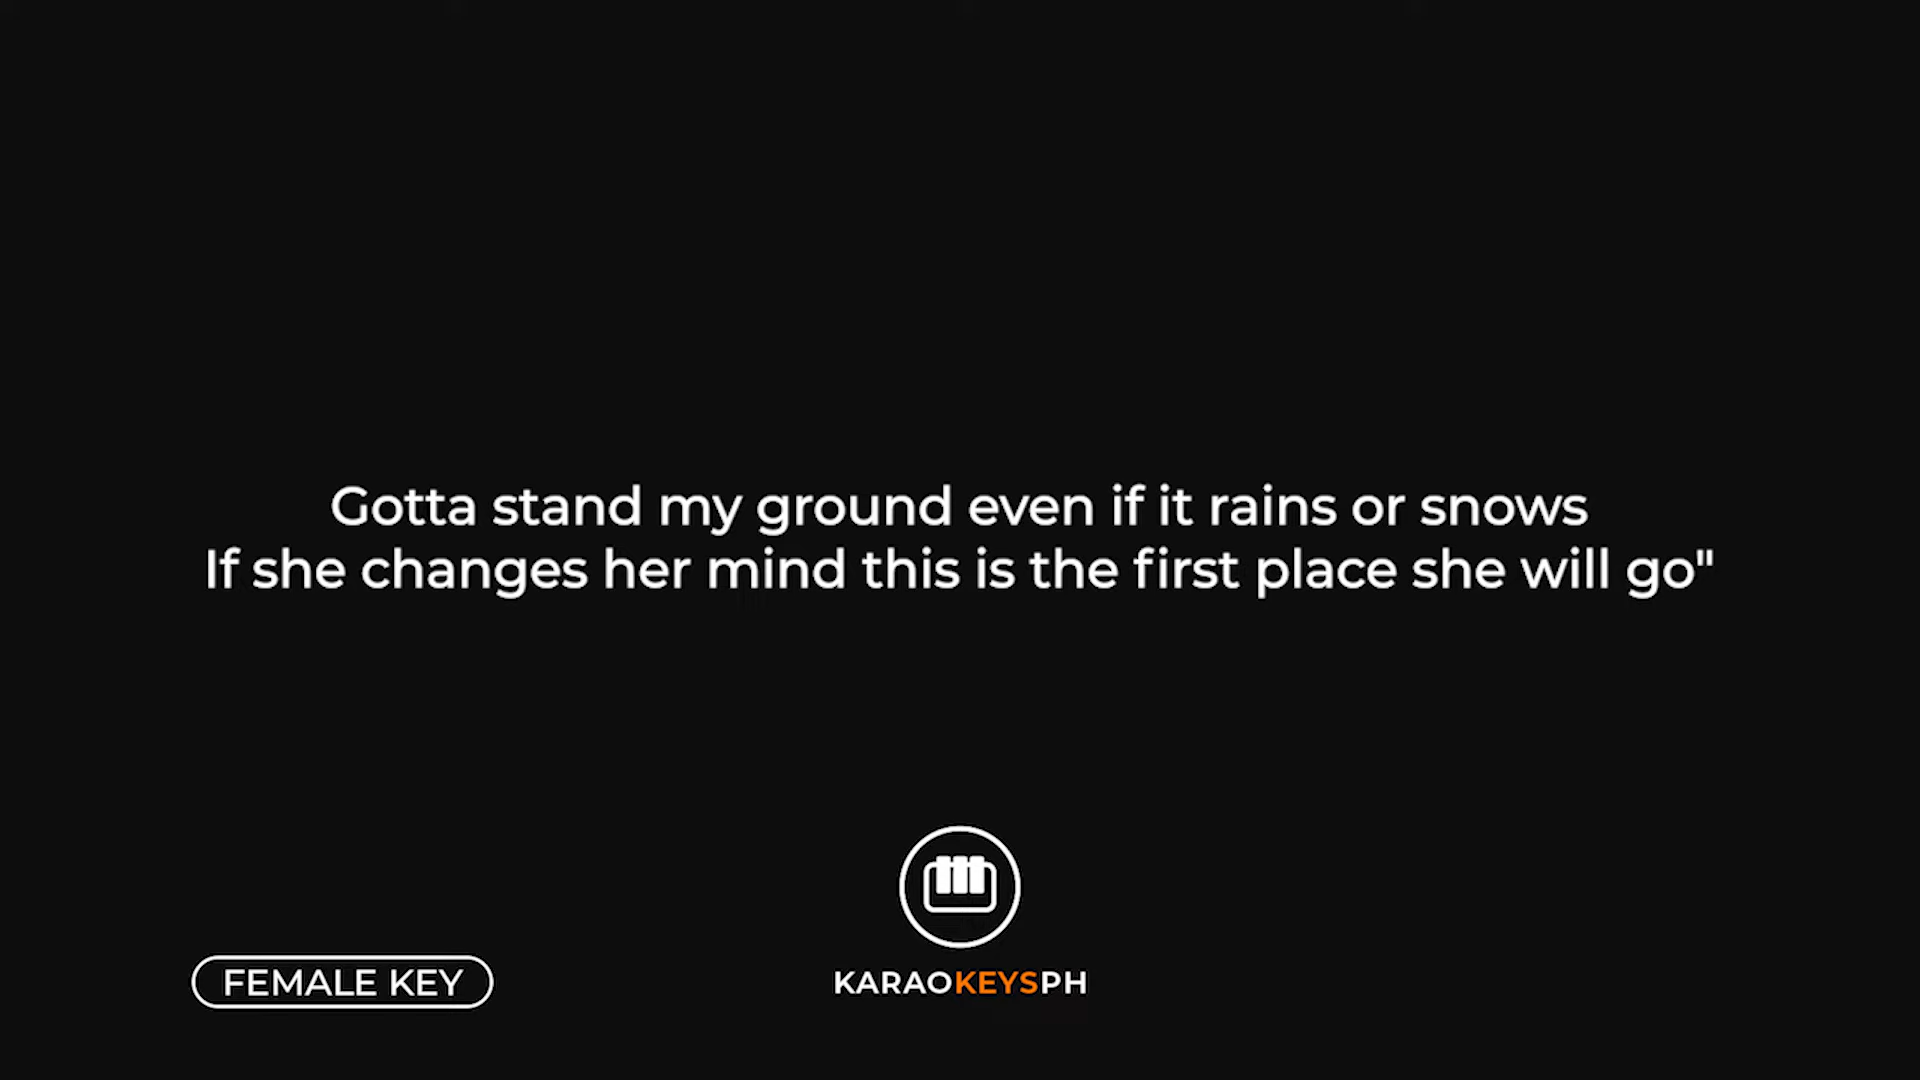 Gotta stand my ground even if it rains or snows
If she changes her mind this is the first place she will go"
FEMALE KEY
KARAOKEYSPH